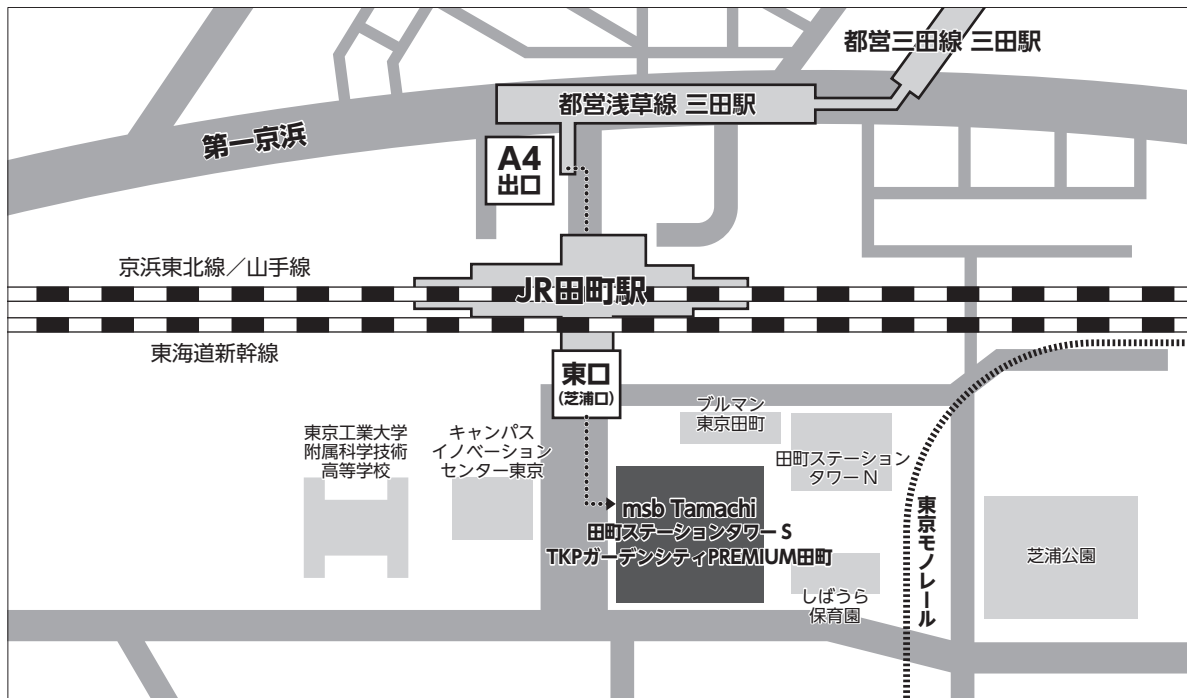 都営三田線 三田駅
都営浅草線 三田駅
第一京浜
A4
出口
京浜東北線／山手線
JR田町駅
東海道新幹線
東口
(芝浦口)
ブルマン
東京田町
東京工業大学
附属科学技術
高等学校
キャンパス
イノベーション
センター東京
田町ステーション
タワー N
msb Tamachi
田町ステーションタワー S
TKPガーデンシティPREMIUM田町
しばうら
保育園
東京モノレール
芝浦公園